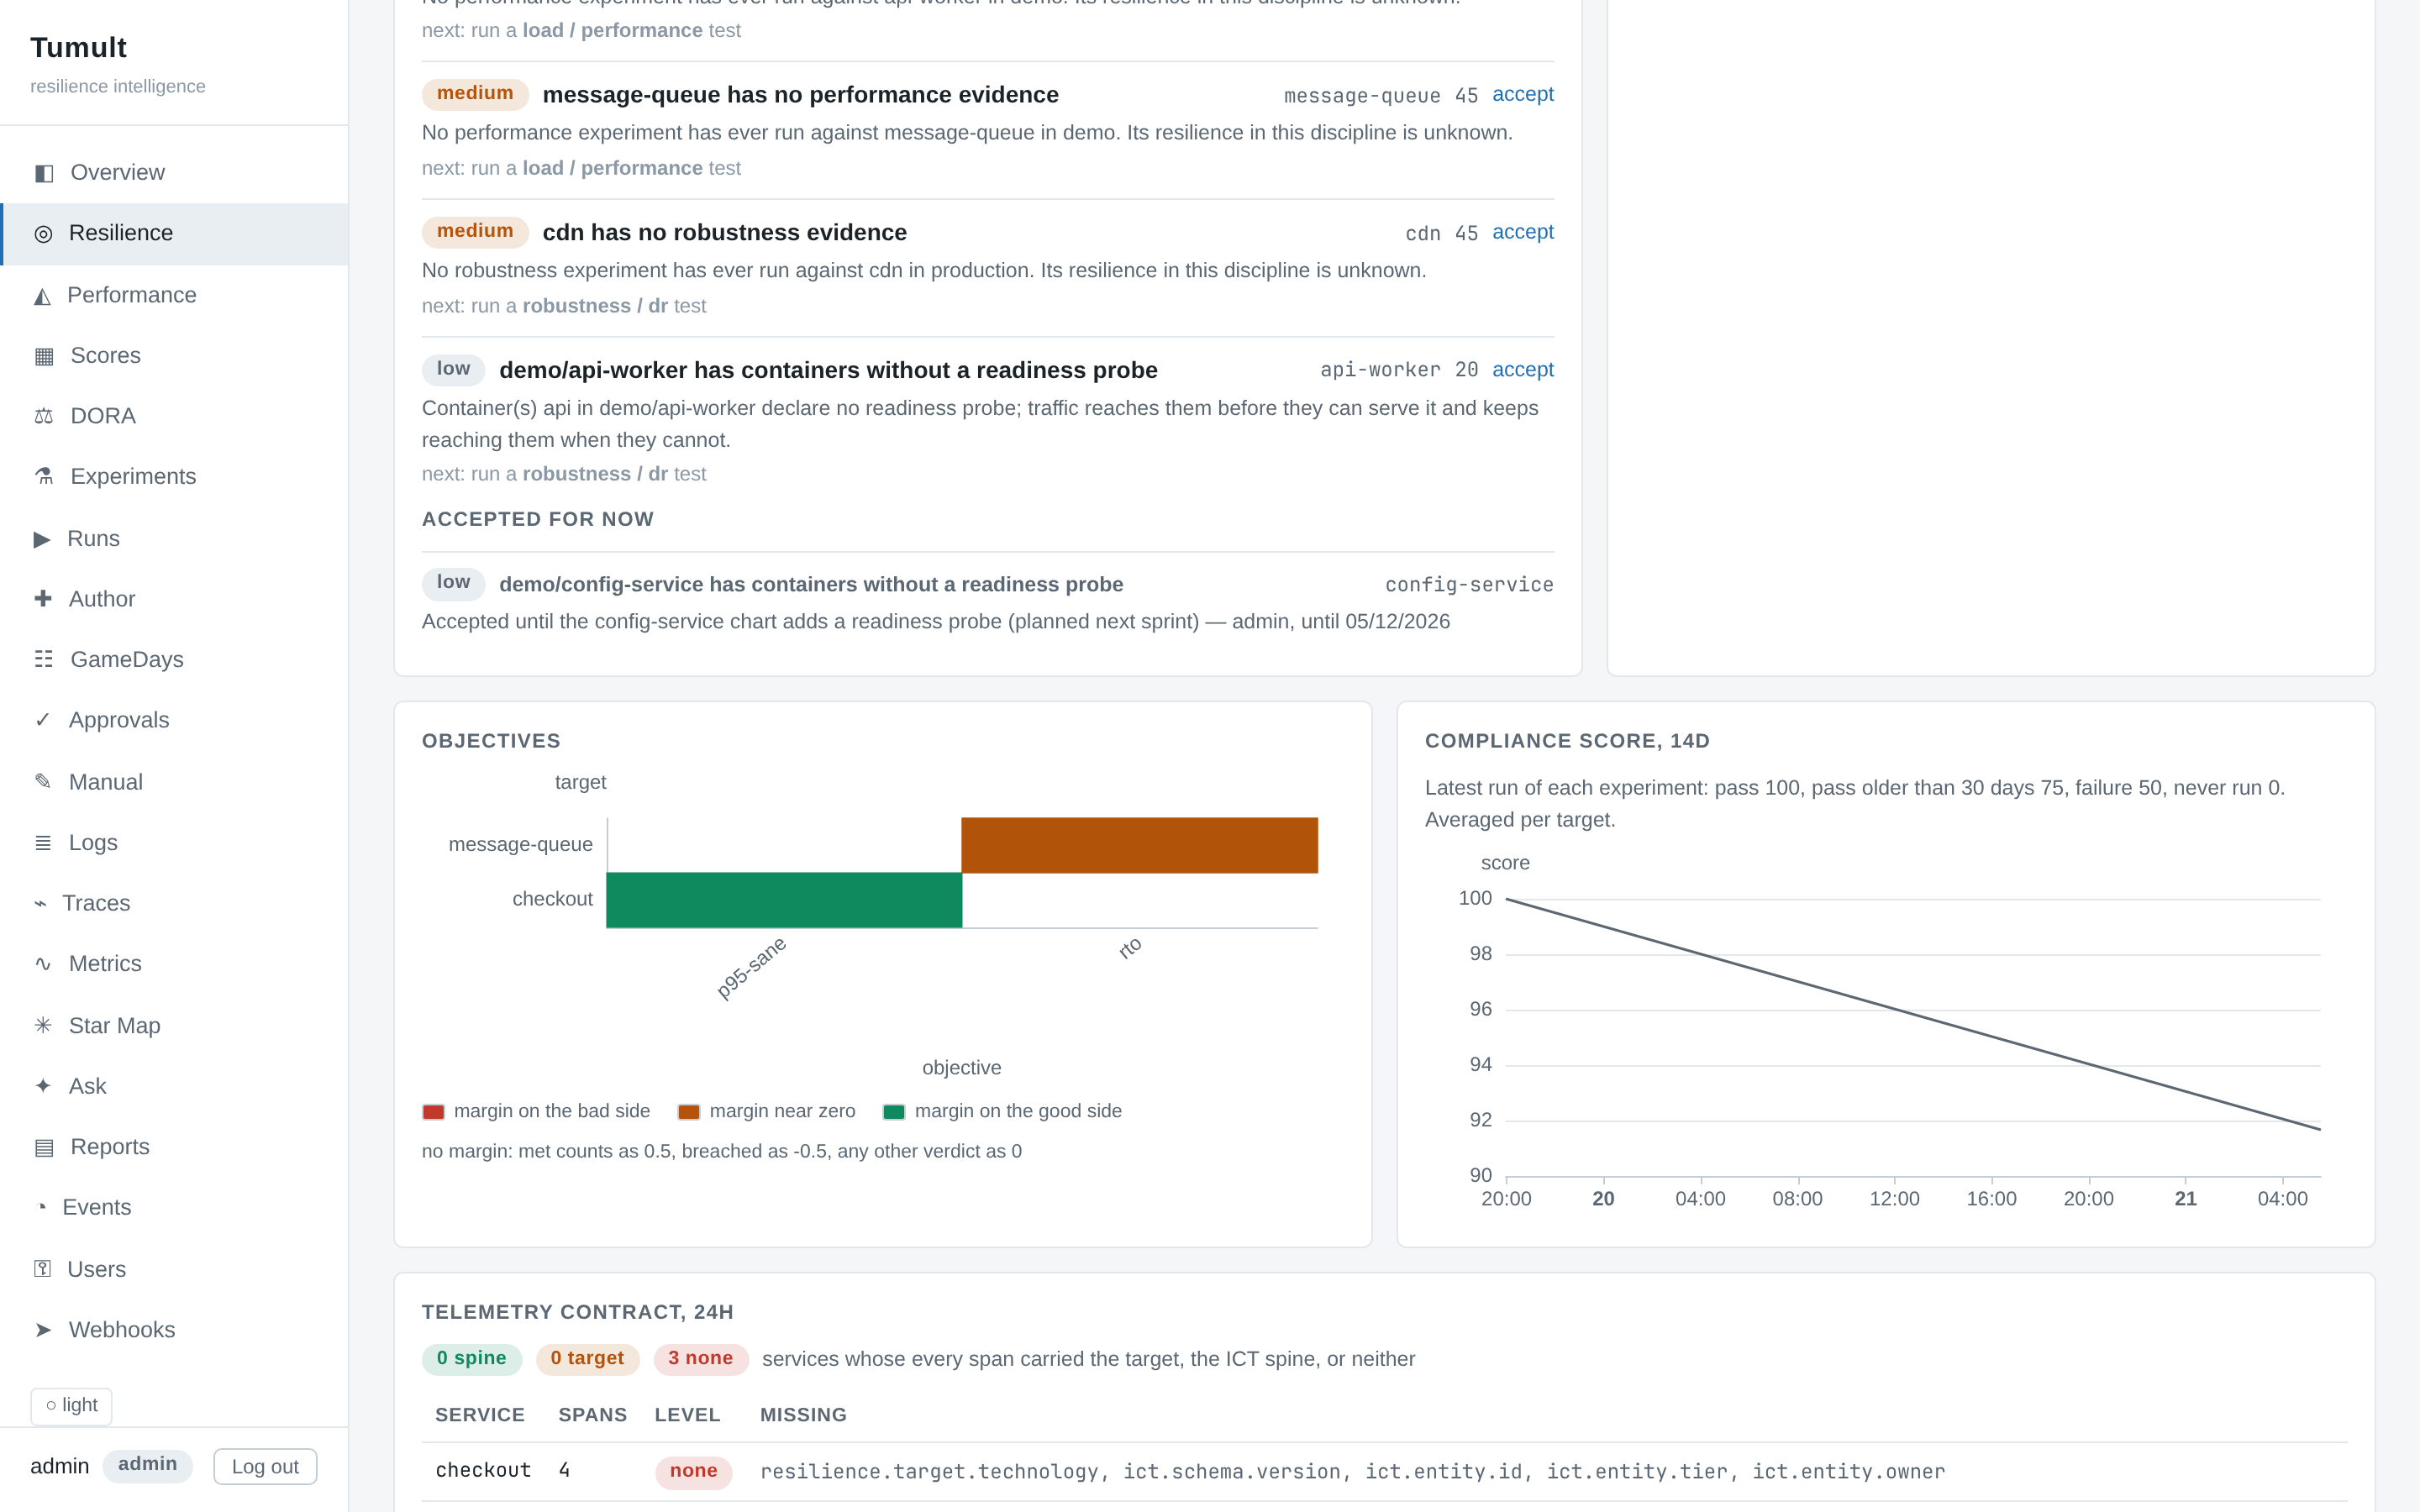 Tumult
resilience intelligence
Overview
Resilience
Performance
Scores
DORA
Experiments
Runs
Author
GameDays
Approvals
Manual
Logs
Traces
Metrics
Star Map
Ask
Reports
Events
Users
Webhooks
light
admin admin Log out
No performance experiment has ever run against api-worker in demo. Its resilience in this discipline is unknown.
next: run a load / performance test
medium message-queue has no performance evidence message-queue 45 accept
No performance experiment has ever run against message-queue in demo. Its resilience in this discipline is unknown.
next: run a load / performance test
medium cdn has no robustness evidence cdn 45 accept
No robustness experiment has ever run against cdn in production. Its resilience in this discipline is unknown.
next: run a robustness / dr test
low demo/api-worker has containers without a readiness probe api-worker 20 accept
Container(s) api in demo/api-worker declare no readiness probe; traffic reaches them before they can serve it and keeps
reaching them when they cannot.
next: run a robustness / dr test
ACCEPTED FOR NOW
low demo/config-service has containers without a readiness probe config-service
Accepted until the config-service chart adds a readiness probe (planned next sprint) — admin, until 05/12/2026
OBJECTIVES
target
message-queue
checkout
p95-sane rto
objective
margin on the bad side margin near zero margin on the good side
no margin: met counts as 0.5, breached as -0.5, any other verdict as 0
COMPLIANCE SCORE, 14D
Latest run of each experiment: pass 100, pass older than 30 days 75, failure 50, never run 0.
Averaged per target.
score
100
98
96
94
92
90
20:00 20 04:00 08:00 12:00 16:00 20:00 21 04:00
TELEMETRY CONTRACT, 24H
0 spine 0 target 3 none services whose every span carried the target, the ICT spine, or neither
SERVICE SPANS LEVEL MISSING
checkout 4 none resilience.target.technology, ict.schema.version, ict.entity.id, ict.entity.tier, ict.entity.owner